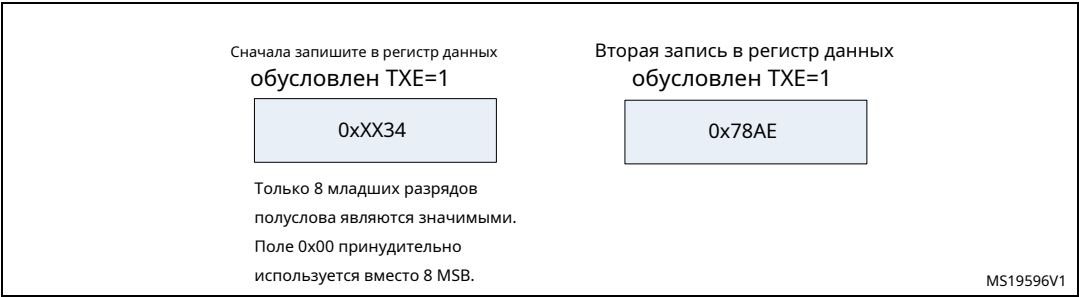 Сначала запишите в регистр данных
обусловлен TXE=1
0xXX34
Только 8 младших разрядов
полуслова являются значимыми.
Поле 0x00 принудительно
используется вместо 8 MSB.
Вторая запись в регистр данных
обусловлен TXE=1
0x78AE
MS19596V1